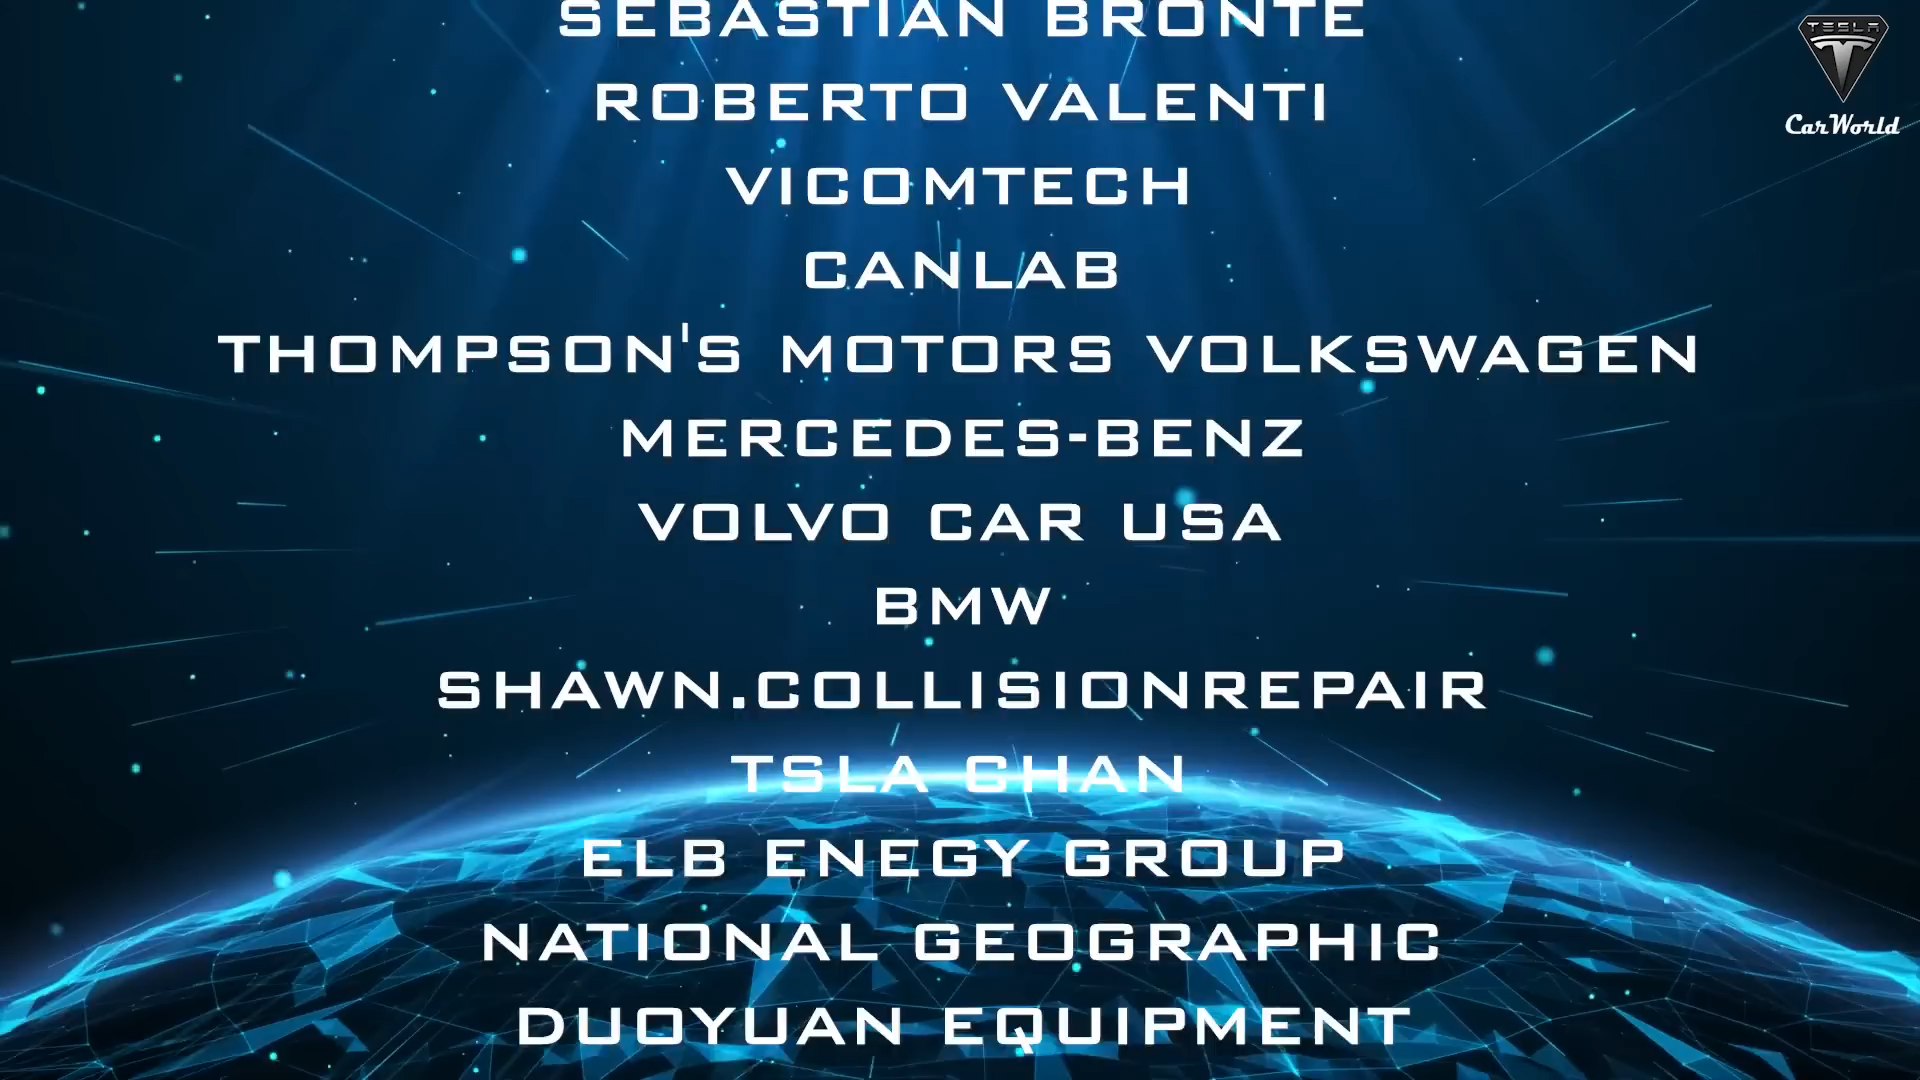 SEBASTIAN BRONTE
ROBERTO VALENTI
VICOMTECH
CANLAB
THOMPSON'S MOTORS VOLKSWAGEN
MERCEDES-BENZ
VOLVO CAR USA
BMW
SHAWN.COLLISIONREPAIR
TSLA CHAN
ELB ENEGY GROUP
NATIONAL GEOGRAPHIC
DUOYUAN EQUIPMENT
TESLA
CarWorld